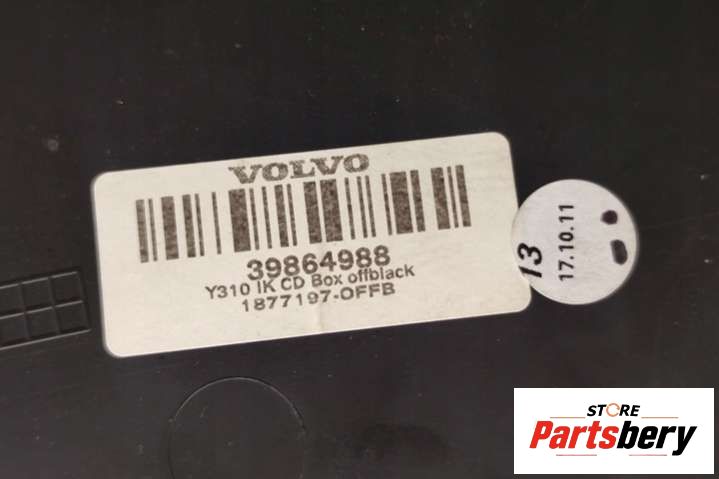 VOLVO
39864988
Y310 IK CD Box offblack
1877197-OFFB
13
17.10.11
STORE
Partsbery